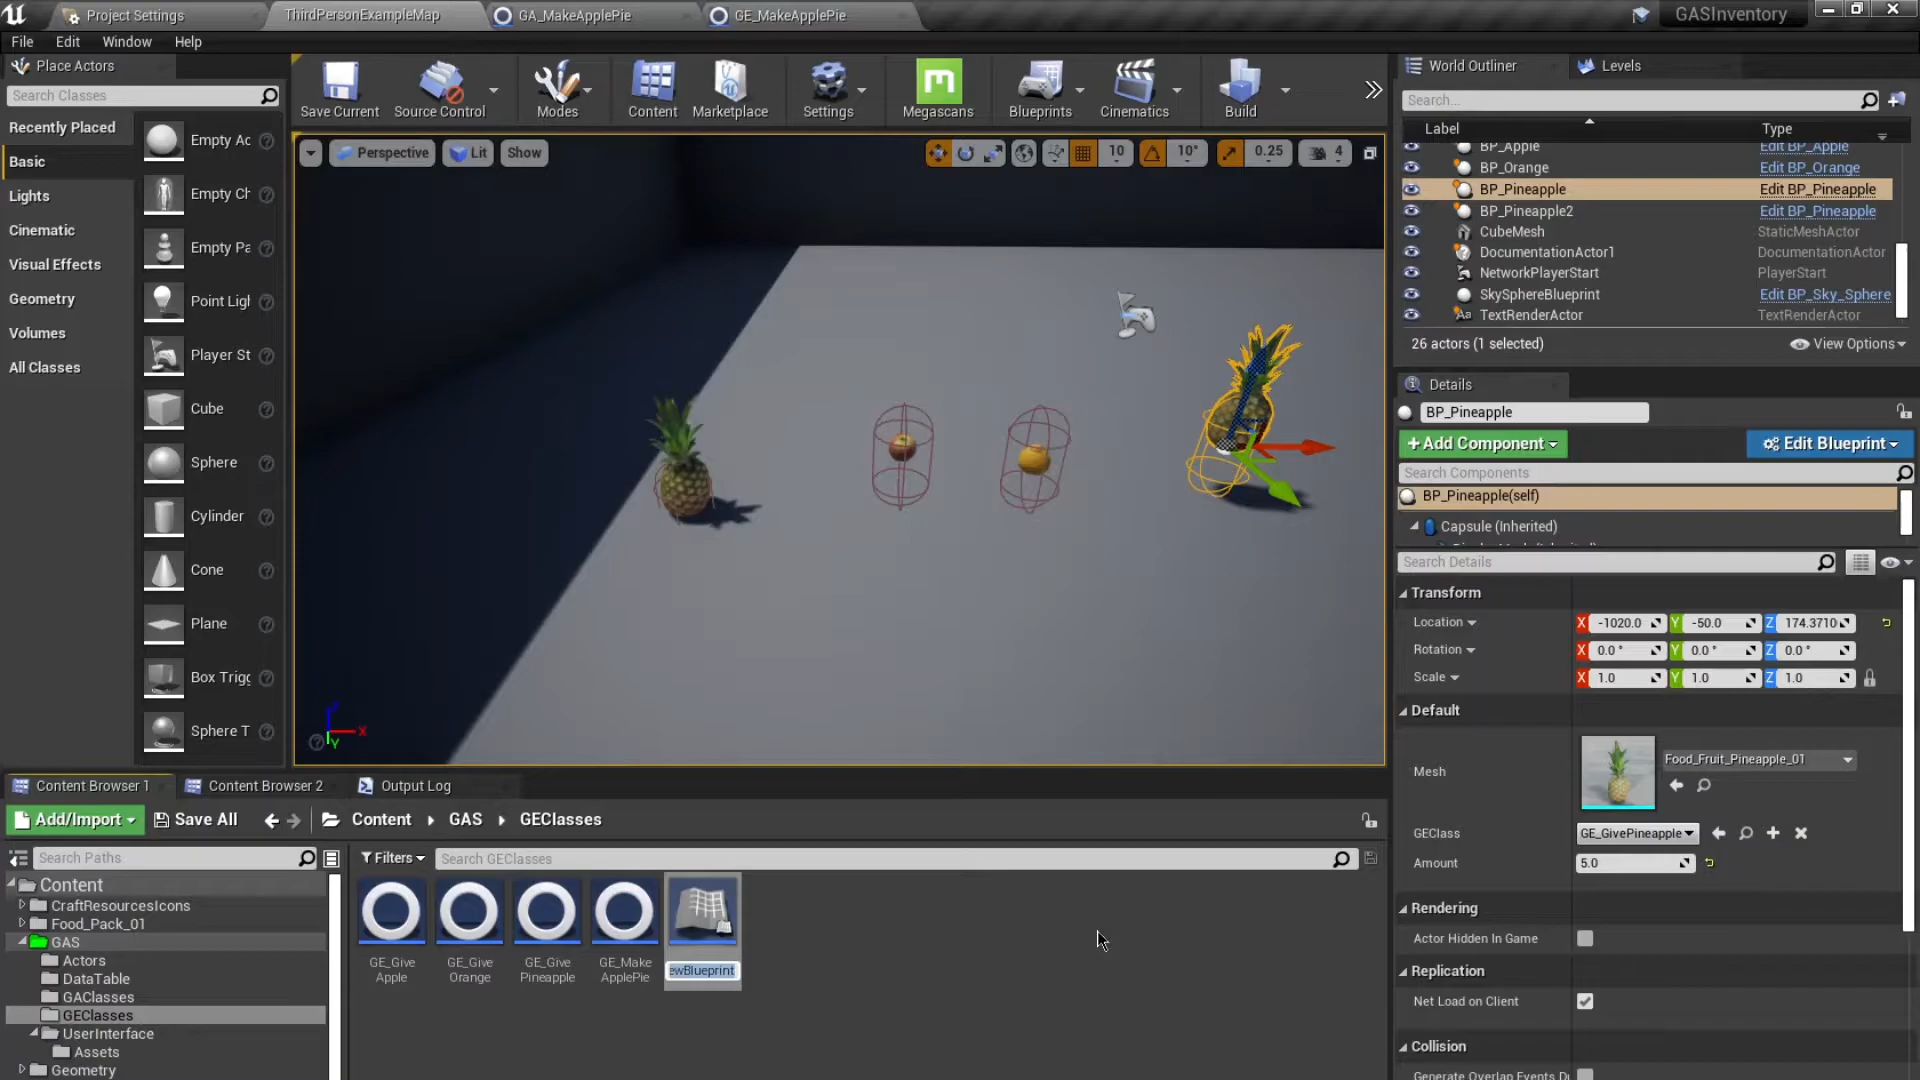 Project Settings
ThirdPersonExampleMap
GA_MakeApplePie
GE_MakeApplePie
GASInventory
File Edit Window Help
Place Actors
Search Classes
Recently Placed
Basic
Lights
Cinematic
Visual Effects
Geometry
Volumes
All Classes
Empty Ac
Empty Ch
Empty Pa
Point Ligh
Player St
Cube
Sphere
Cylinder
Cone
Plane
Box Trigg
Sphere T
Save Current
Source Control
Modes
Content
Marketplace
Settings
Megascans
Blueprints
Cinematics
Build
Perspective
Lit
Show
10
10°
0.25
4
X
Y
World Outliner
Levels
Search...
Label Type
BP_Apple Edit BP_Apple
BP_Orange Edit BP_Orange
BP_Pineapple Edit BP_Pineapple
BP_Pineapple2 Edit BP_Pineapple
CubeMesh StaticMeshActor
DocumentationActor1 DocumentationActor
NetworkPlayerStart PlayerStart
SkySphereBlueprint Edit BP_Sky_Sphere
TextRenderActor TextRenderActor
26 actors (1 selected) View Options
Details
BP_Pineapple
+Add Component
Edit Blueprint
Search Components
BP_Pineapple(self)
Capsule (Inherited)
Search Details
Transform
Location X -1020.0 Y -50.0 Z 174.3710
Rotation X 0.0 ° Y 0.0 ° Z 0.0 °
Scale X 1.0 Y 1.0 Z 1.0
Default
Mesh Food_Fruit_Pineapple_01
GEClass GE_GivePineapple
Amount 5.0
Rendering
Actor Hidden In Game
Replication
Net Load on Client
Collision
Generate Overlap Events D
Content Browser 1
Content Browser 2
Output Log
Add/Import
Save All
Content GAS GEClasses
Search Paths
Filters
Search GEClasses
Content
CraftResourcesIcons
Food_Pack_01
GAS
Actors
DataTable
GAClasses
GEClasses
UserInterface
Assets
Geometry
GE_Give
Apple
GE_Give
Orange
GE_Give
Pineapple
GE_Make
ApplePie
ewBlueprint